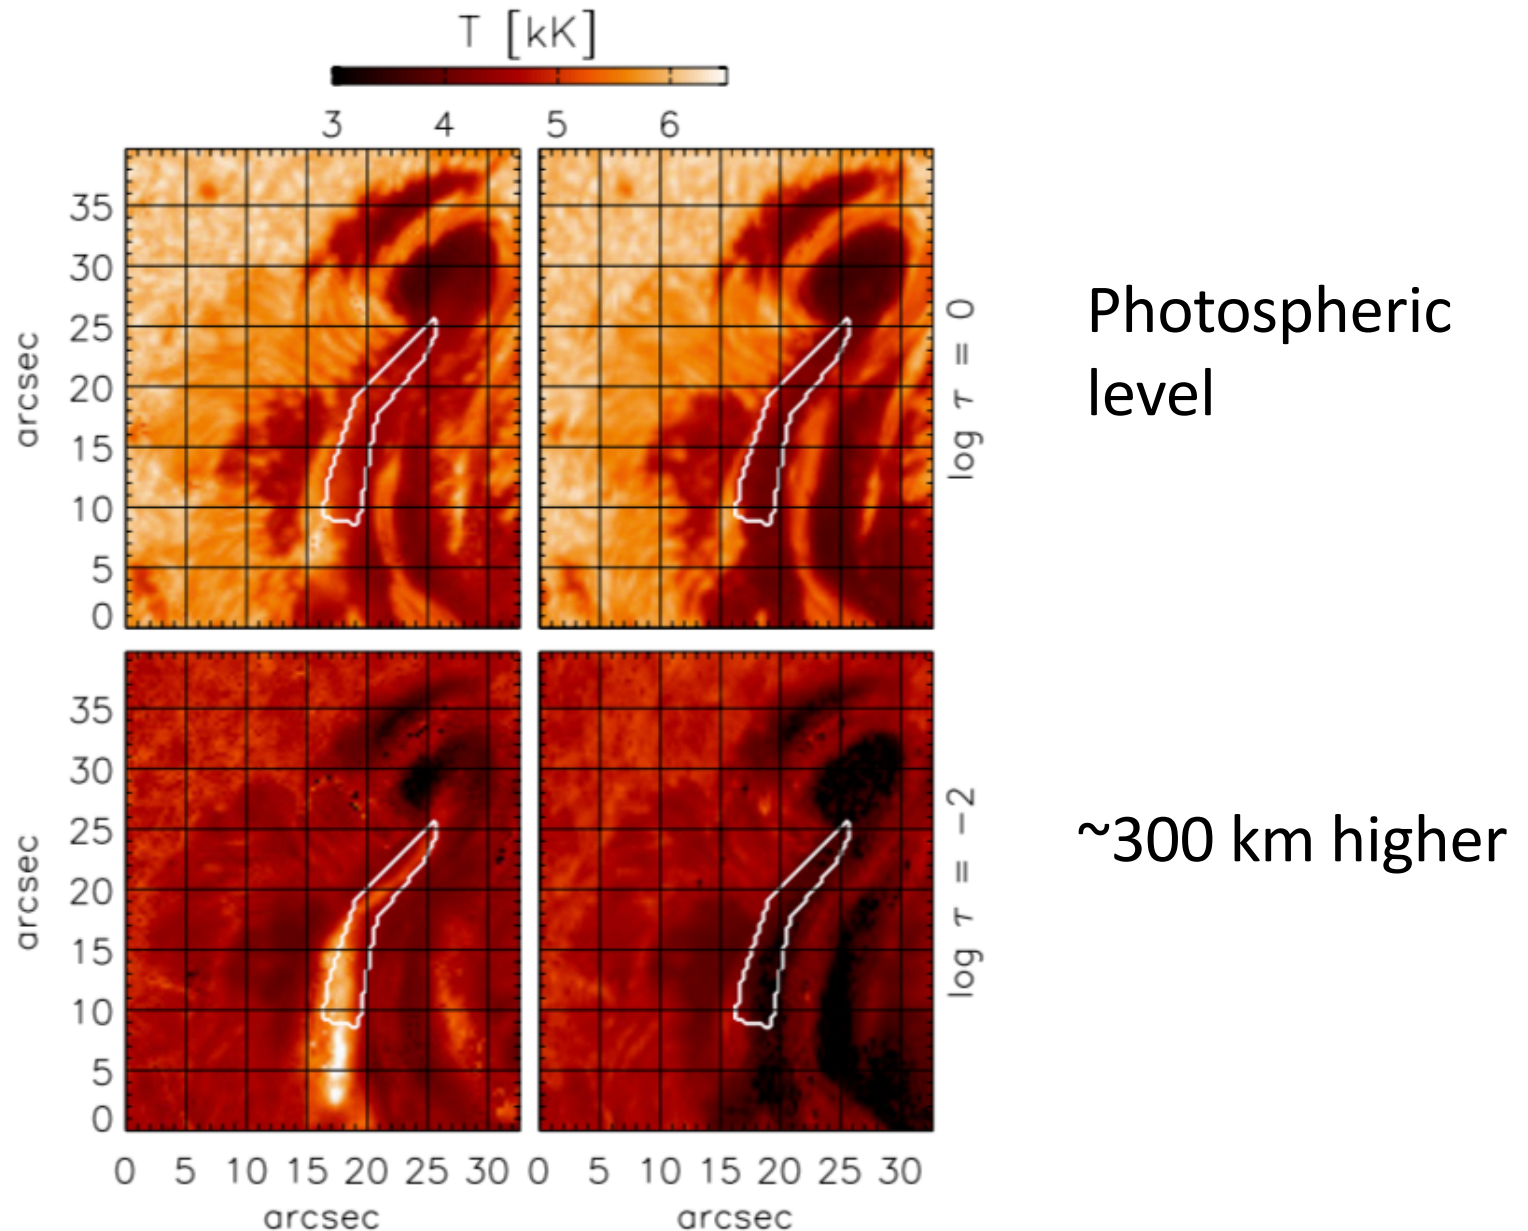 T [kK]
3 4 5 6
35
30
25
20
15
10
5
0
arcsec
log τ = 0
Photospheric
level
35
30
25
20
15
10
5
0
arcsec
log τ = −2
~300 km higher
0 5 10 15 20 25 30 0 5 10 15 20 25 30
arcsec arcsec